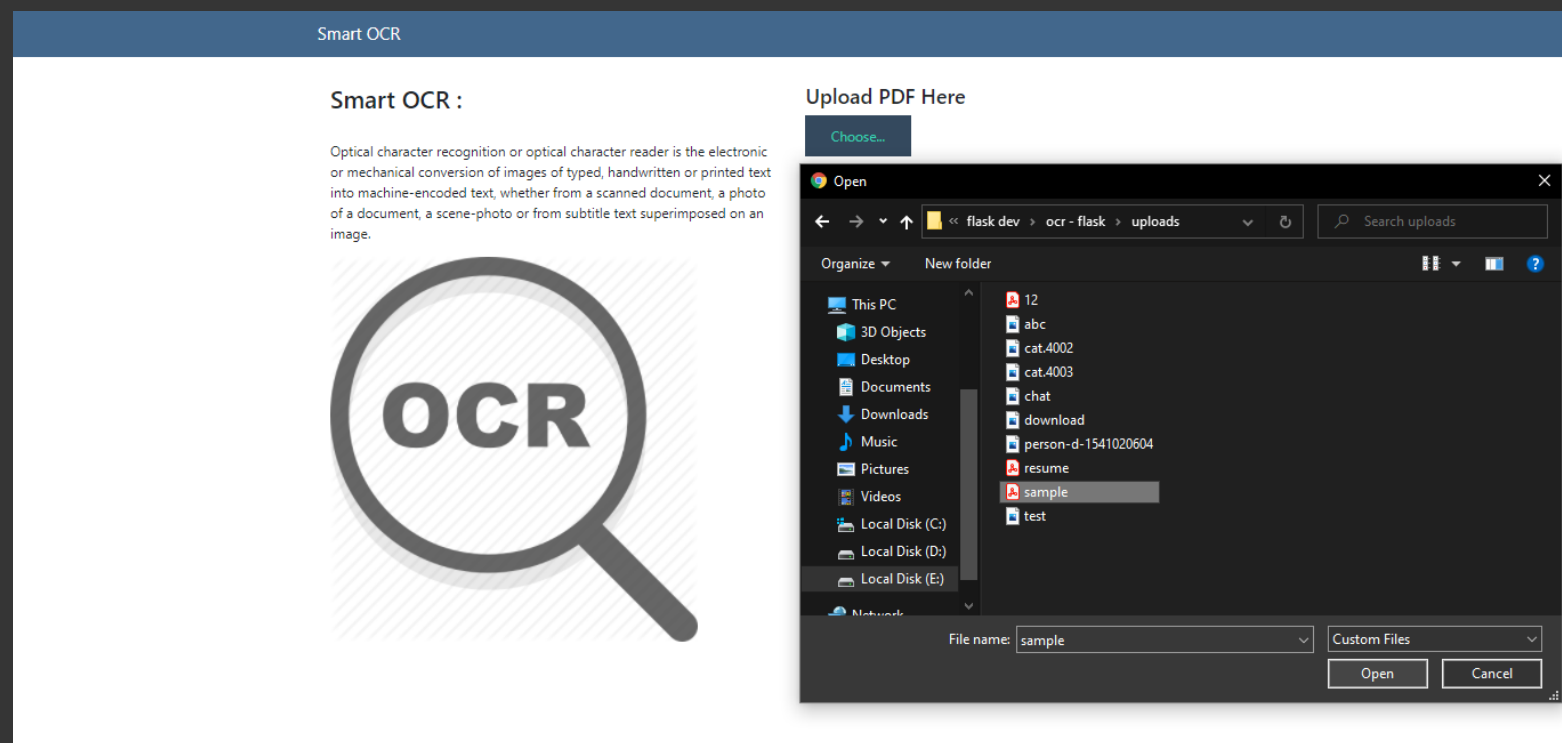 Smart OCR
Smart OCR :
Optical character recognition or optical character reader is the electronic
or mechanical conversion of images of typed, handwritten or printed text
into machine-encoded text, whether from a scanned document, a photo
of a document, a scene-photo or from subtitle text superimposed on an
image.
OCR
Upload PDF Here
Choose...
Open
« flask dev › ocr - flask › uploads
Search uploads
Organize
New folder
This PC
3D Objects
Desktop
Documents
Downloads
Music
Pictures
Videos
Local Disk (C:)
Local Disk (D:)
Local Disk (E:)
Network
12
abc
cat.4002
cat.4003
chat
download
person-d-1541020604
resume
sample
test
File name: sample
Custom Files
Open
Cancel